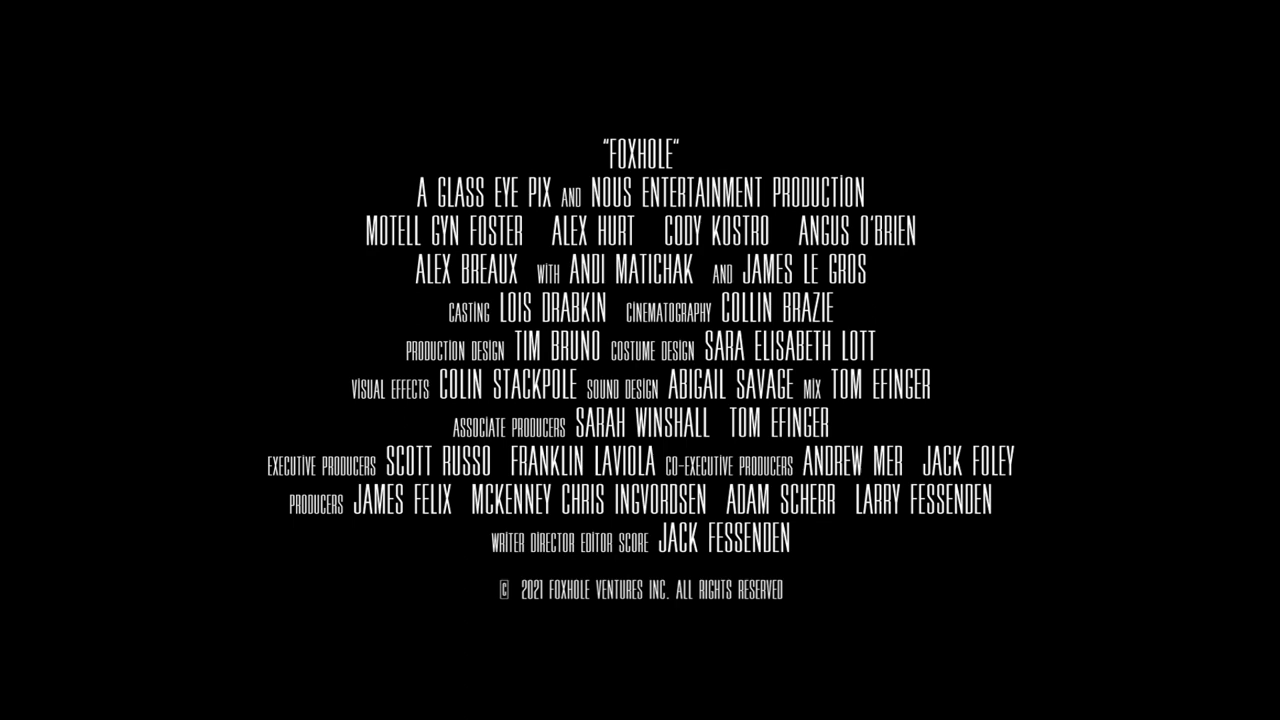 “FOXHOLE“
A GLASS EYE PIX AND NOUS ENTERTAINMENT PRODUCTION
MOTELL GYN FOSTER ALEX HURT CODY KOSTRO ANGUS O‘BRIEN
ALEX BREAUX WITH ANDI MATICHAK AND JAMES LE GROS
CASTING LOIS DRABKIN CINEMATOGRAPHY COLLIN BRAZIE
PRODUCTION DESIGN TIM BRUNO COSTUME DESIGN SARA ELISABETH LOTT
VISUAL EFFECTS COLIN STACKPOLE SOUND DESIGN ABIGAIL SAVAGE MIX TOM EFINGER
ASSOCIATE PRODUCERS SARAH WINSHALL TOM EFINGER
EXECUTIVE PRODUCERS SCOTT RUSSO FRANKLIN LAVIOLA CO-EXECUTIVE PRODUCERS ANDREW MER JACK FOLEY
PRODUCERS JAMES FELIX MCKENNEY CHRIS INGVORDSEN ADAM SCHERR LARRY FESSENDEN
WRITER DIRECTOR EDITOR SCORE JACK FESSENDEN
© 2021 FOXHOLE VENTURES INC. ALL RIGHTS RESERVED